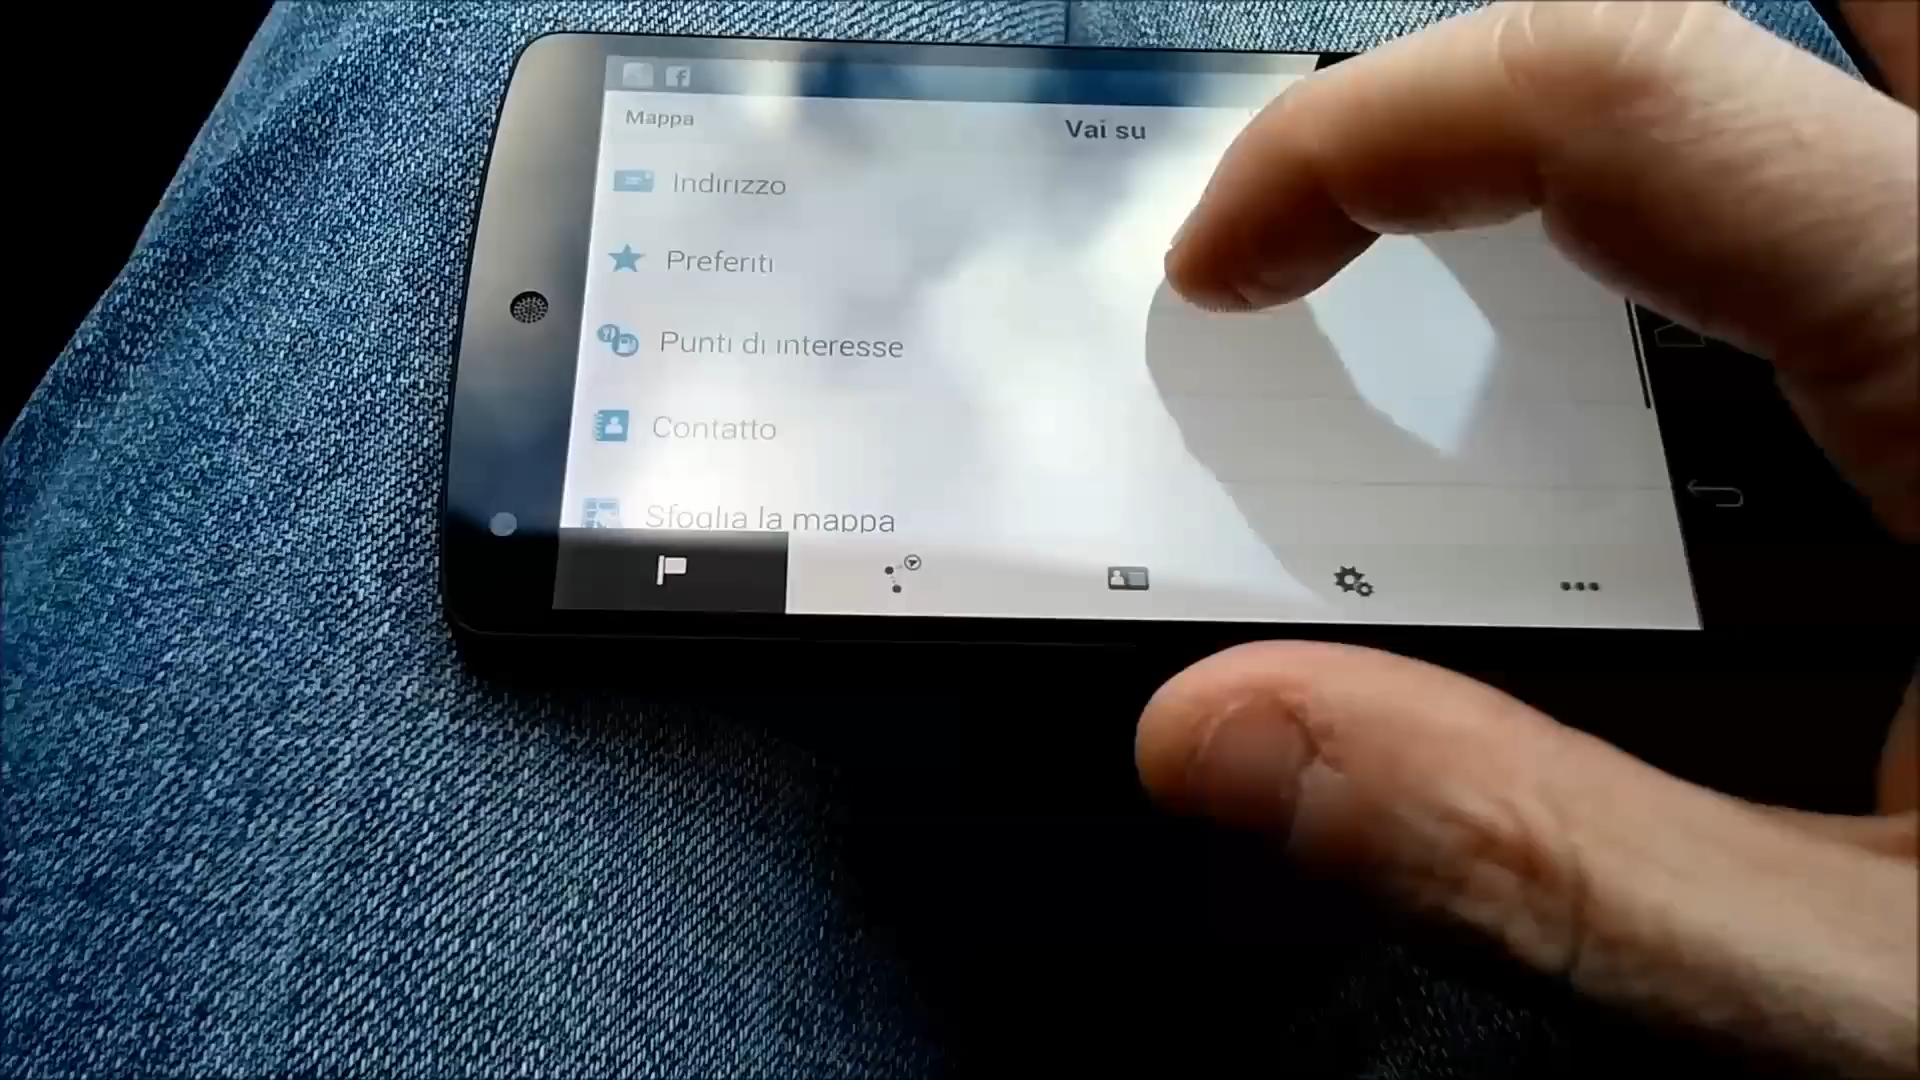 Mappa
Vai su
Indirizzo
Preferiti
Punti di interesse
Contatto
Sfoglia la mappa